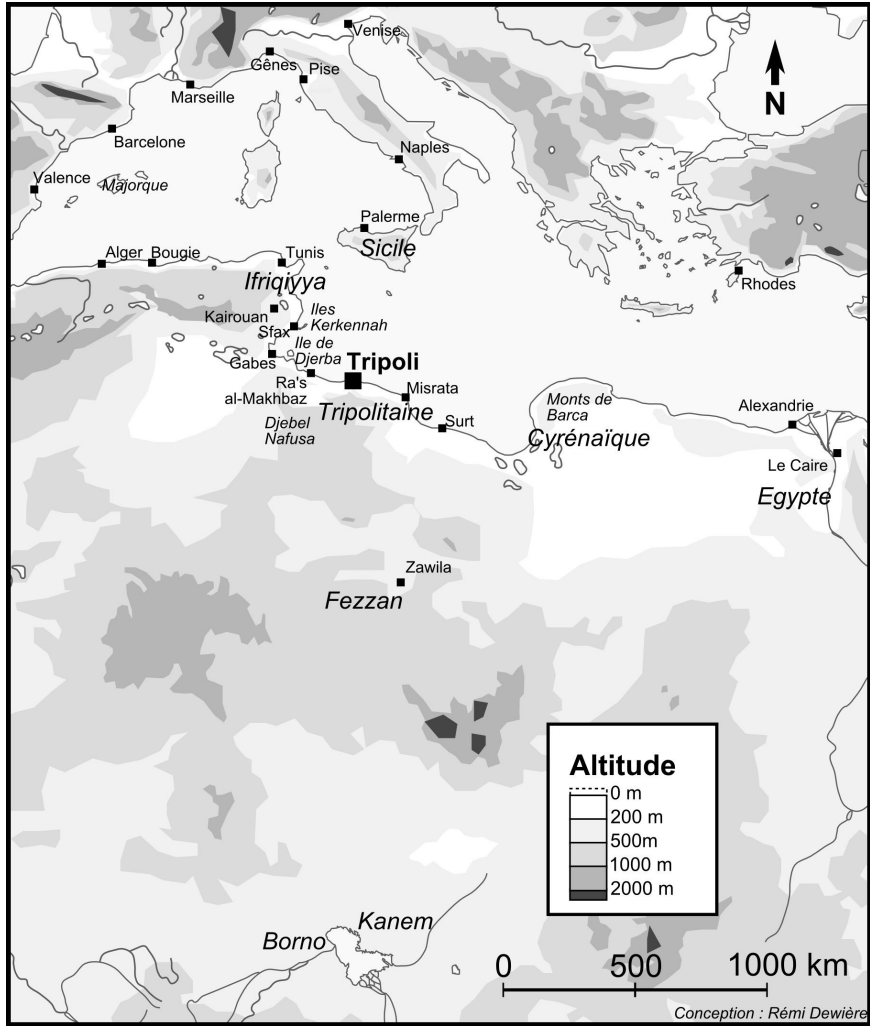 Venise
Gênes
Pise
N
Marseille
Barcelone
Naples
Valence
Majorque
Palerme
Sicile
Alger
Bougie
Tunis
Ifriqiyya
Rhodes
Kairouan
Iles
Kerkennah
Sfax
Ile de
Djerba
Gabes
Tripoli
Ra's
al-Makhbaz
Misrata
Tripolitaine
Monts de
Barca
Alexandrie
Djebel
Nafusa
Surt
Cyrénaïque
Le Caire
Egypte
Zawila
Fezzan
Altitude
0 m
200 m
500m
1000 m
2000 m
Kanem
Borno
0 500 1000 km
Conception : Rémi Dewière